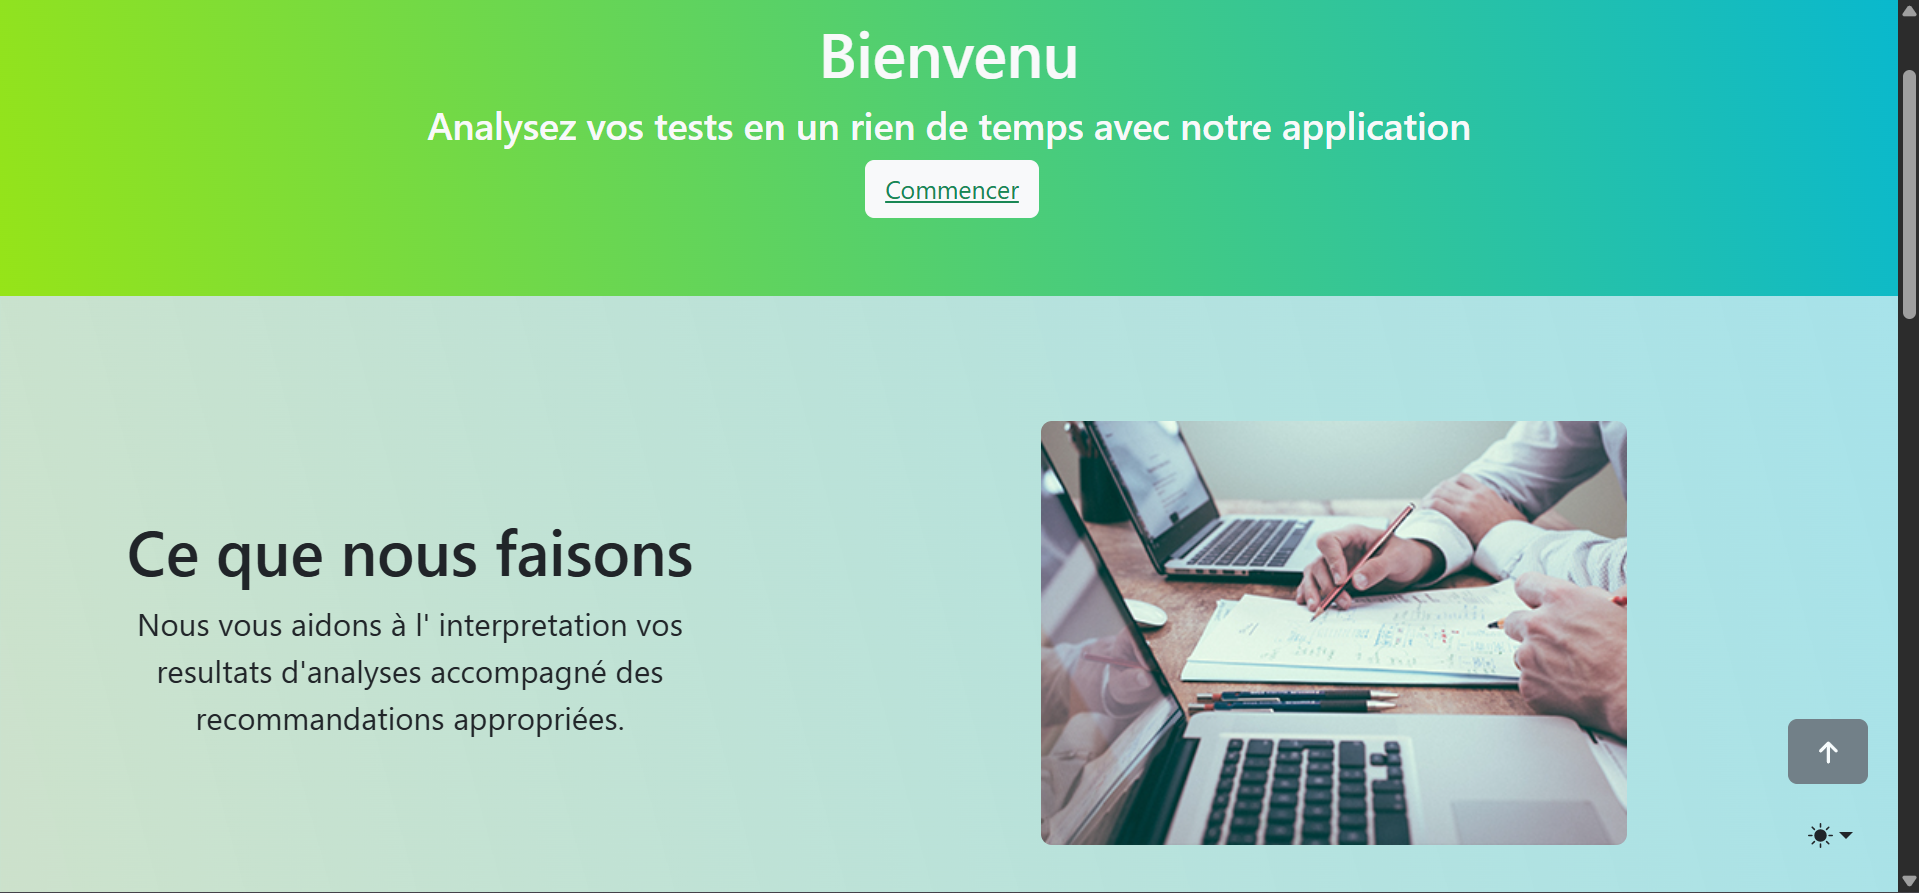 Bienvenu
Analysez vos tests en un rien de temps avec notre application
Commencer
Ce que nous faisons
Nous vous aidons à l' interpretation vos
resultats d'analyses accompagné des
recommandations appropriées.